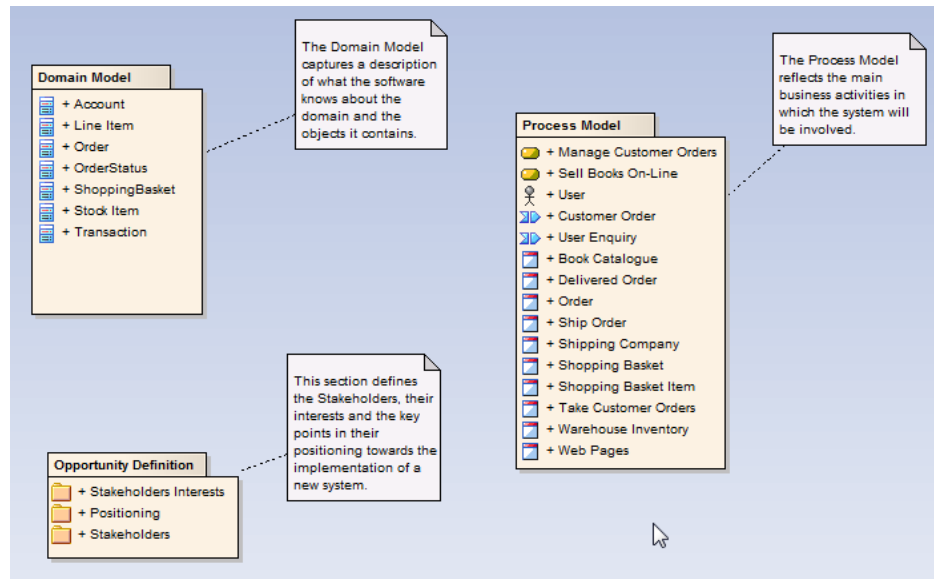 Domain Model
+ Account
+ Line Item
+ Order
+ OrderStatus
+ ShoppingBasket
+ Stock Item
+ Transaction
The Domain Model
captures a description
of what the software
knows about the
domain and the
objects it contains.
Process Model
+ Manage Customer Orders
+ Sell Books On-Line
+ User
+ Customer Order
+ User Enquiry
+ Book Catalogue
+ Delivered Order
+ Order
+ Ship Order
+ Shipping Company
+ Shopping Basket
+ Shopping Basket Item
+ Take Customer Orders
+ Warehouse Inventory
+ Web Pages
The Process Model
reflects the main
business activities in
which the system will
be involved.
Opportunity Definition
+ Stakeholders Interests
+ Positioning
+ Stakeholders
This section defines
the Stakeholders, their
interests and the key
points in their
positioning towards the
implementation of a
new system.